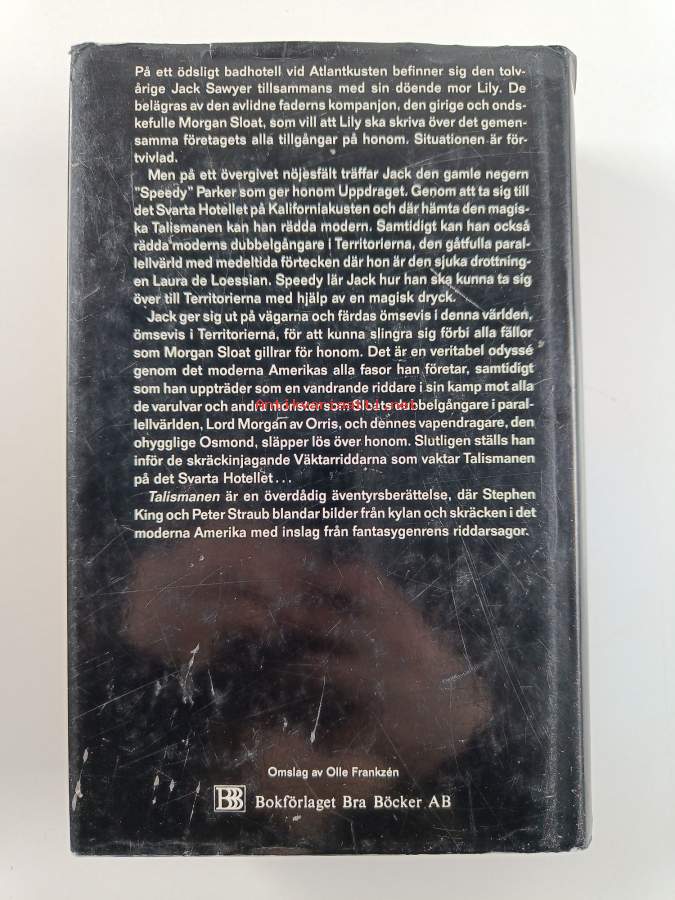 På ett ödsligt badhotell vid Atlantkusten befinner sig den tolv-
årige Jack Sawyer tillsammans med sin döende mor Lily. De
belägras av den avlidne faderns kompanjon, den girige och onds-
kefulle Morgan Sloat, som vill att Lily ska skriva över det gemen-
samma företagets alla tillgångar på honom. Situationen är för-
tvivlad.
Men på ett övergivet nöjesfält träffar Jack den gamle negern
"Speedy" Parker som ger honom Uppdraget. Genom att ta sig till
det Svarta Hotellet på Kaliforniakusten och där hämta den magis-
ka Talismanen kan han rädda modern. Samtidigt kan han också
rädda moderns dubbelgångare i Territorierna, den gåtfulla paral-
lellvärld med medeltida förtecken där hon är den sjuka drottning-
en Laura de Loessian. Speedy lär Jack hur han ska kunna ta sig
över till Territorierna med hjälp av en magisk dryck.
Jack ger sig ut på vägarna och färdas ömsevis i denna världen,
ömsevis i Territorierna, för att kunna slingra sig förbi alla fällor
som Morgan Sloat gillrar för honom. Det är en veritabel odyssé
genom det moderna Amerikas alla fasor han företar, samtidigt
som han uppträder som en vandrande riddare i sin kamp mot alla
de varulvar och andra monster som Sloats dubbelgångare i paral-
lellvärlden, Lord Morgan av Orris, och dennes vapendragare, den
ohygglige Osmond, släpper lös över honom. Slutligen ställs han
inför de skräckinjagande Väktarriddarna som vaktar Talismanen
på det Svarta Hotellet...
Talismanen är en överdådig äventyrsberättelse, där Stephen
King och Peter Straub blandar bilder från kylan och skräcken i det
moderna Amerika med inslag från fantasygenrens riddarsagor.
Omslag av Olle Frankzén
BB Bokförlaget Bra Böcker AB